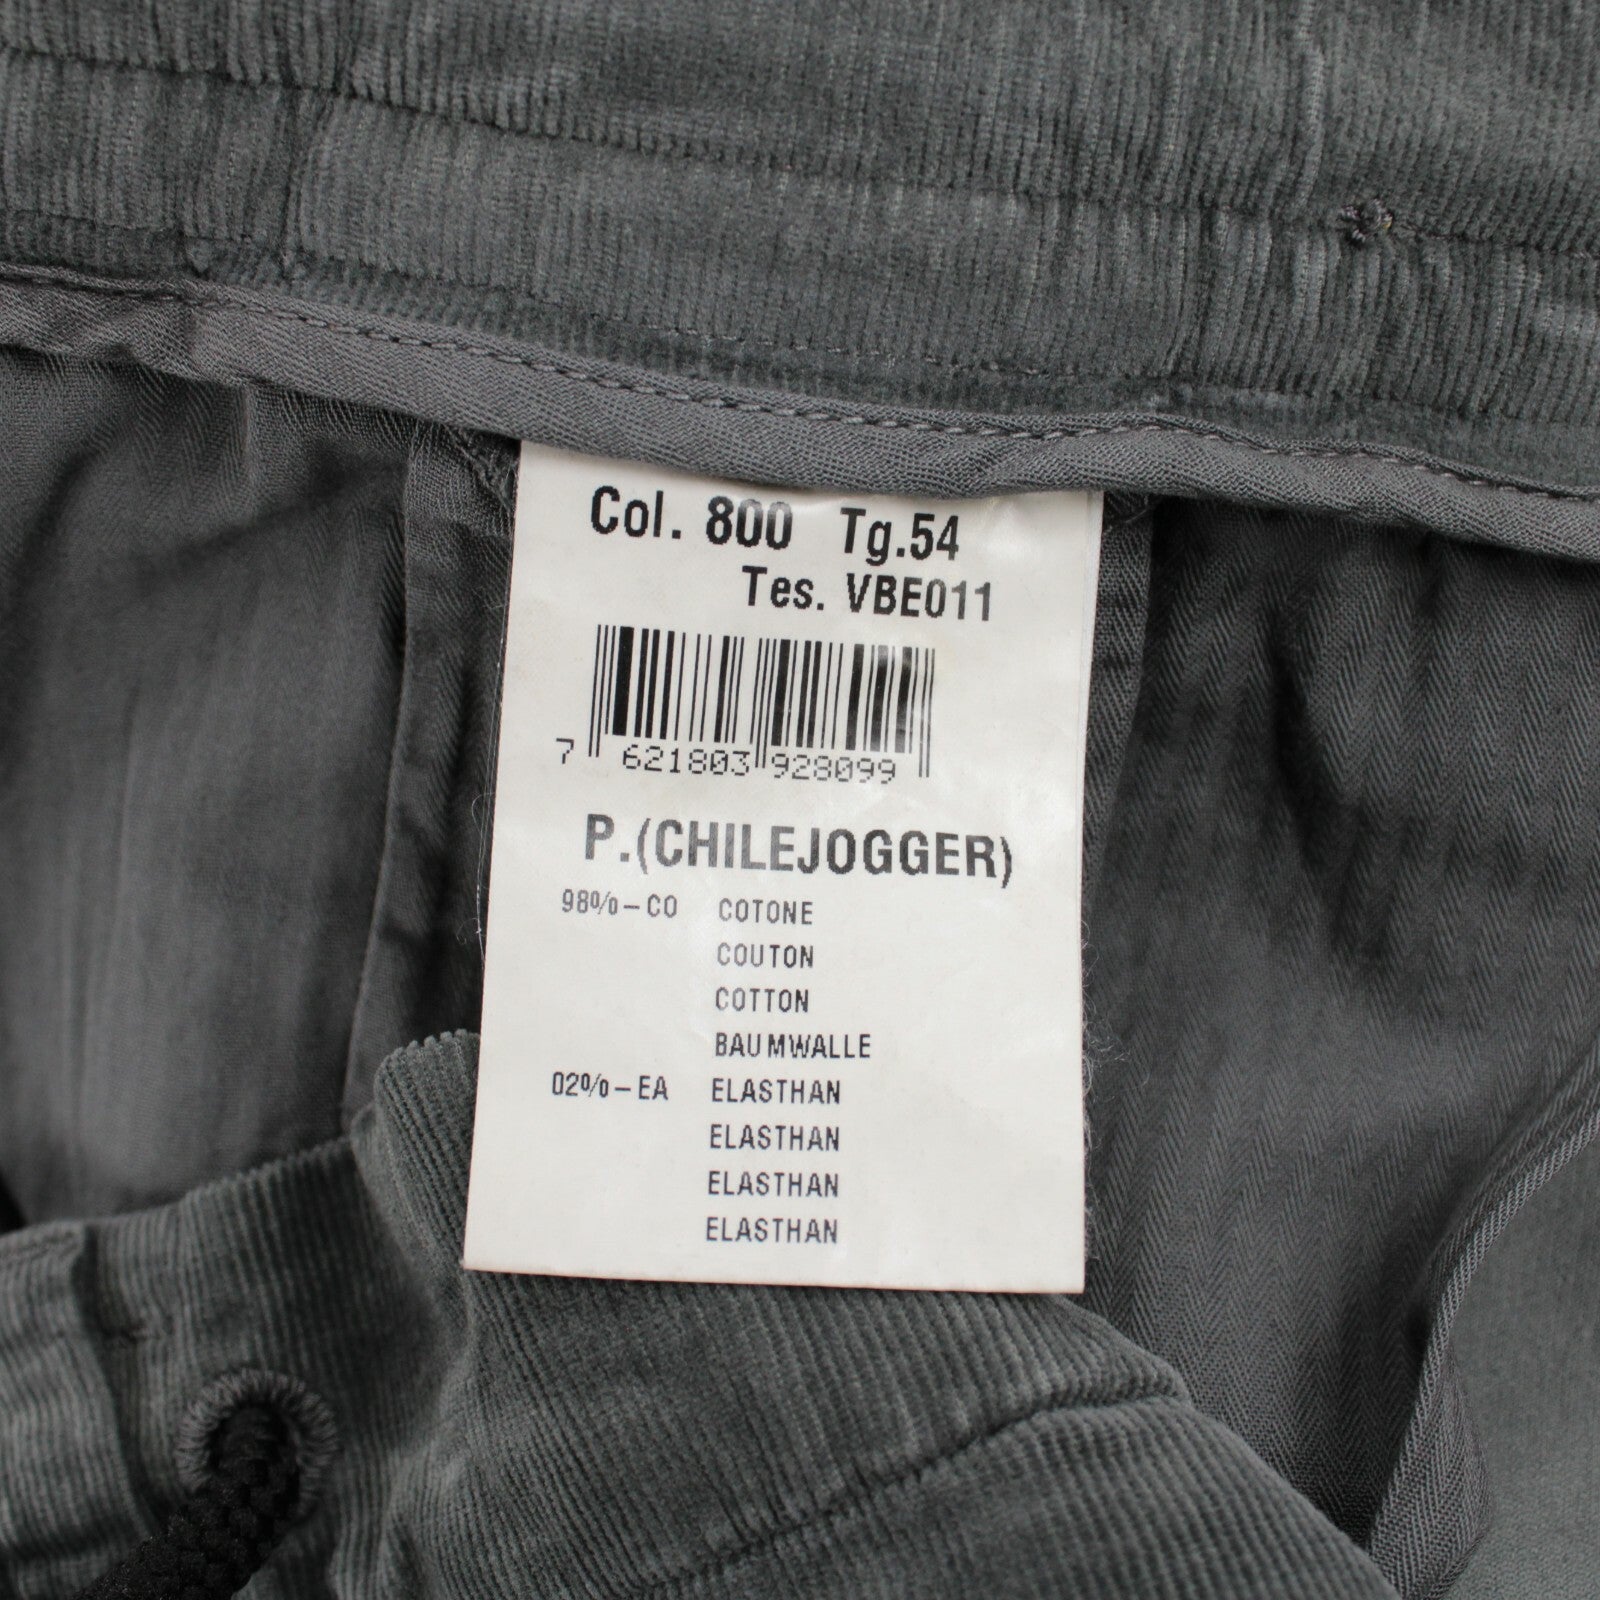 Col. 800 Tg.54
Tes. VBE011
7 621803 928099
P.(CHILEJOGGER)
98%-CO COTONE
COUTON
COTTON
BAUMWALLE
02%-EA ELASTHAN
ELASTHAN
ELASTHAN
ELASTHAN